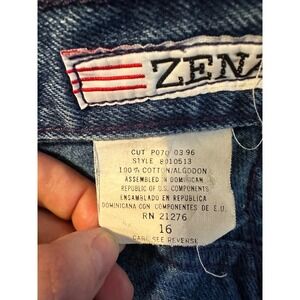 ZENA
CUT P070 03 96
STYLE 8010513
100% COTTON/ALGODON
ASSEMBLED IN DOMINICAN
REPUBLIC OF U.S. COMPONENTS
ENSAMBLADO EN REPUBLICA
DOMINICANA CON COMPONENTES DE E.U.
RN 21276
16
CARE SEE REVERSE